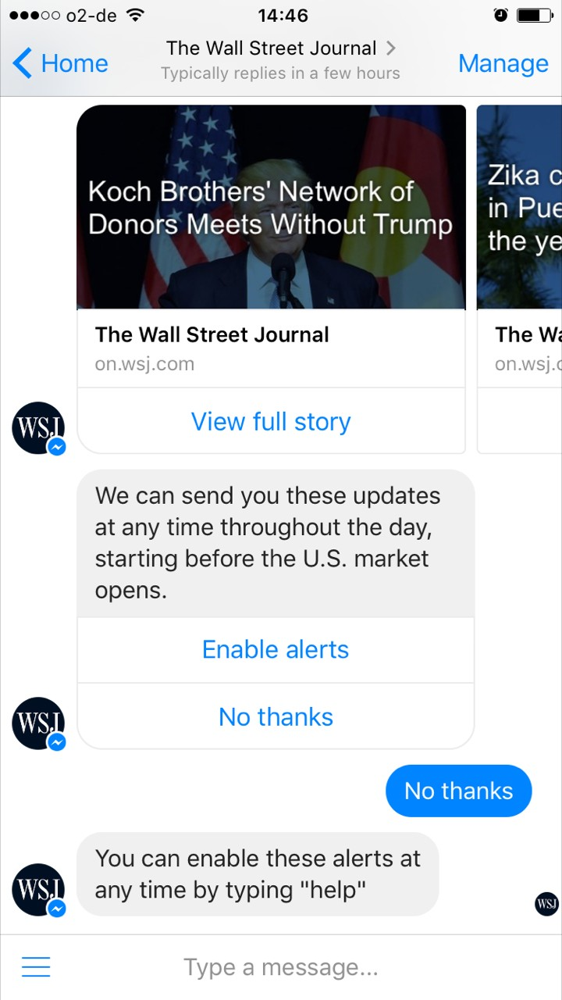 o2-de
14:46
Home
The Wall Street Journal
Typically replies in a few hours
Manage
Koch Brothers' Network of
Donors Meets Without Trump
The Wall Street Journal
on.wsj.com
View full story
Zika c
in Pue
the ye
The Wa
on.wsj.c
WSJ
We can send you these updates
at any time throughout the day,
starting before the U.S. market
opens.
Enable alerts
No thanks
WSJ
No thanks
You can enable these alerts at
any time by typing "help"
WSJ
WSJ
Type a message...